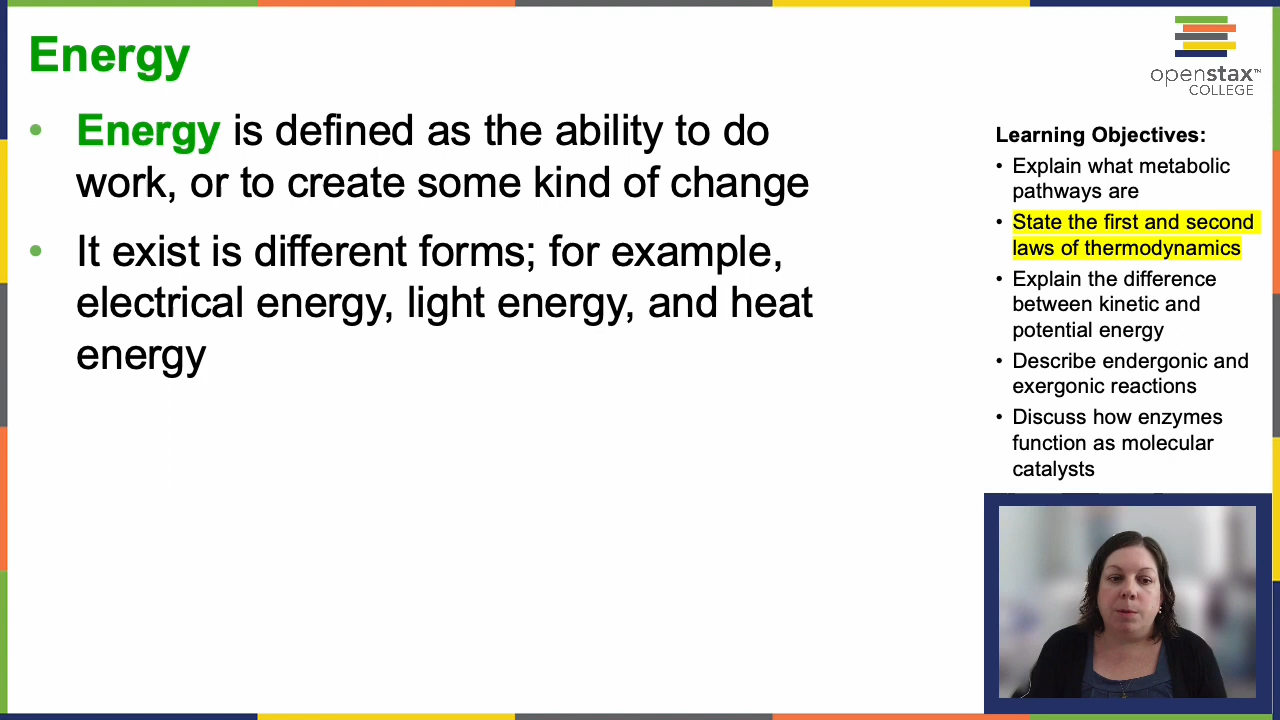 Energy
• Energy is defined as the ability to do
work, or to create some kind of change
• It exist is different forms; for example,
electrical energy, light energy, and heat
energy
openstax™
COLLEGE
Learning Objectives:
• Explain what metabolic
pathways are
• State the first and second
laws of thermodynamics
• Explain the difference
between kinetic and
potential energy
• Describe endergonic and
exergonic reactions
• Discuss how enzymes
function as molecular
catalysts